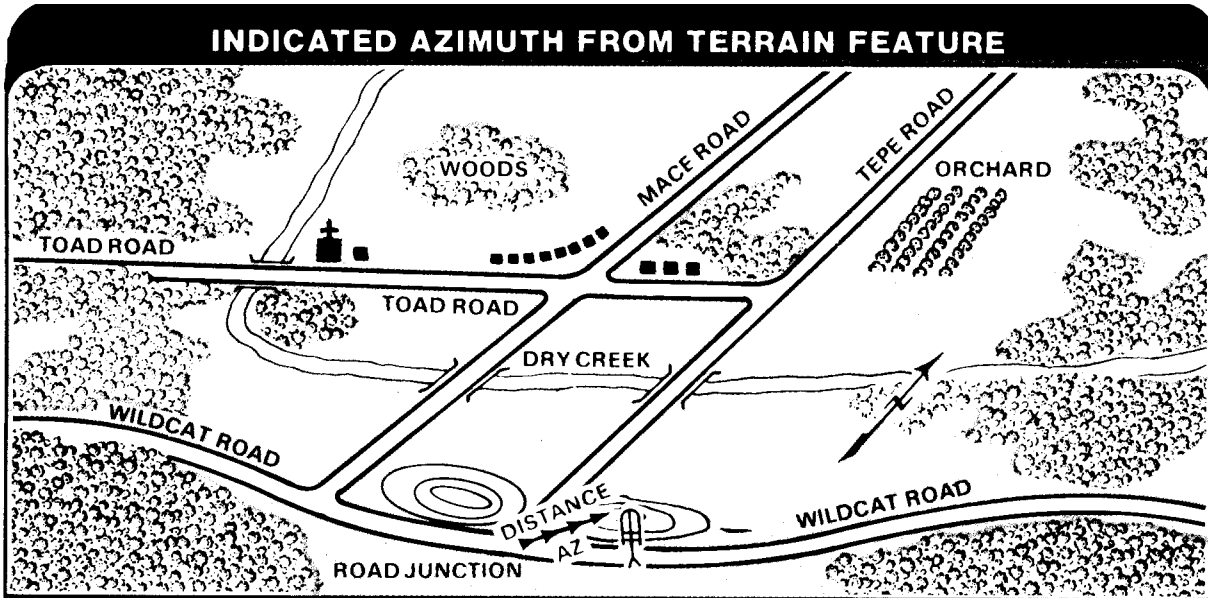 INDICATED AZIMUTH FROM TERRAIN FEATURE
WOODS
MACE ROAD
TEPE ROAD
ORCHARD
TOAD ROAD
TOAD ROAD
DRY CREEK
N
WILDCAT ROAD
DISTANCE
AZ
WILDCAT ROAD
ROAD JUNCTION